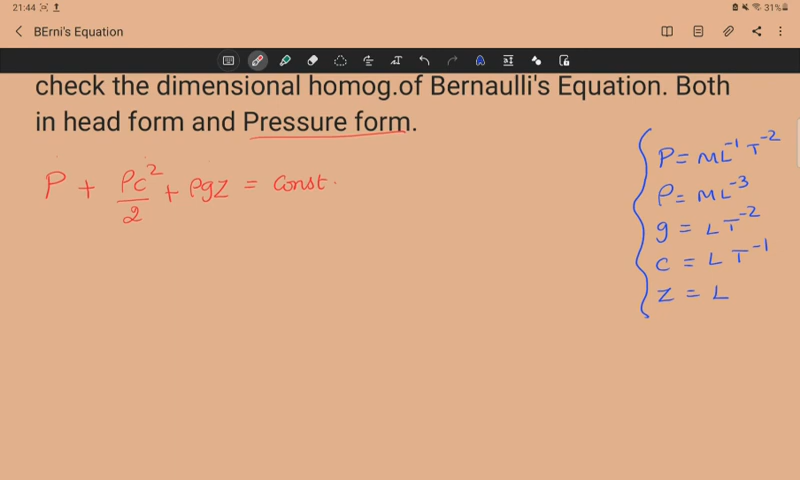 21:44 31%
BErni's Equation
check the dimensional homog.of Bernaulli's Equation. Both
in head form and Pressure form.
P + ρc²/2 + ρgz = const.
P = ML⁻¹T⁻²
ρ = ML⁻³
g = LT⁻²
c = LT⁻¹
z = L